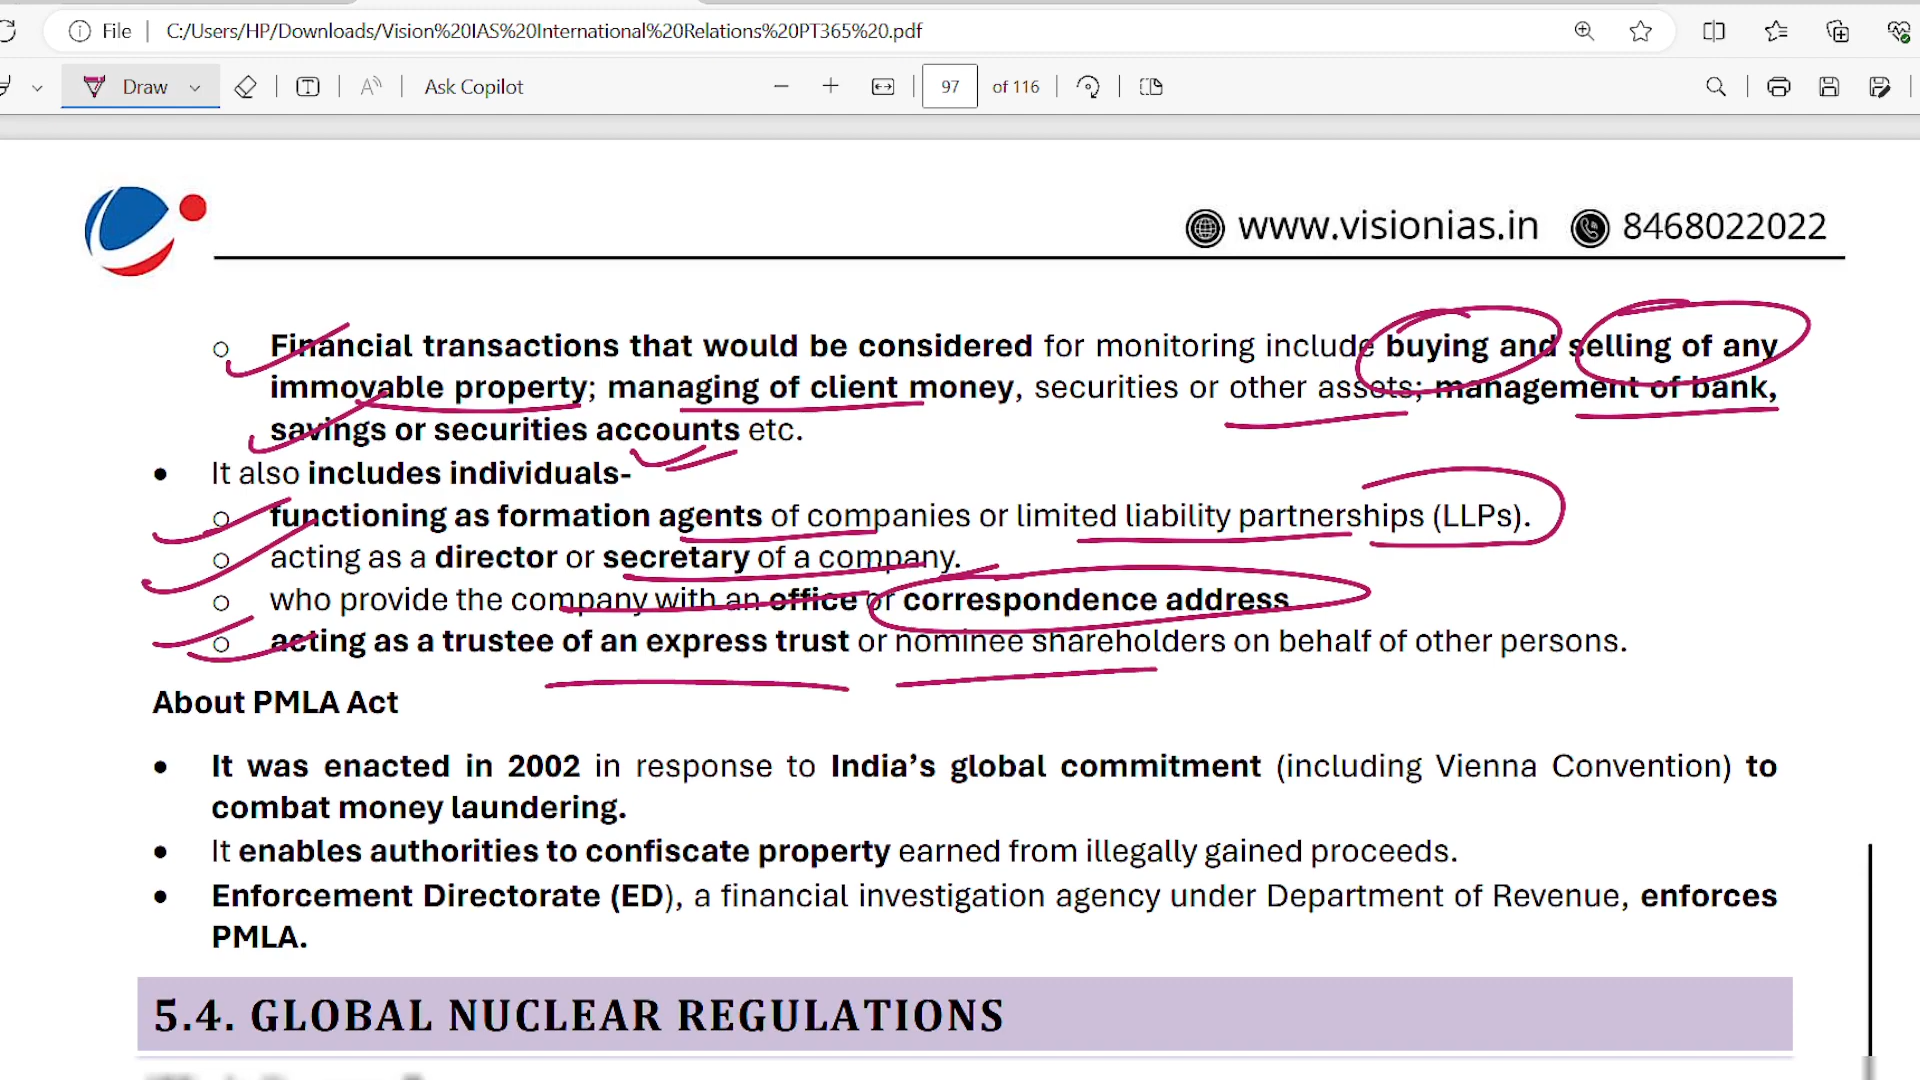 File | C:/Users/HP/Downloads/Vision%20IAS%20International%20Relations%20PT365%20.pdf
Draw Ask Copilot 97 of 116
www.visionias.in 8468022022
Financial transactions that would be considered for monitoring include buying and selling of any
immovable property; managing of client money, securities or other assets; management of bank,
savings or securities accounts etc.
It also includes individuals-
functioning as formation agents of companies or limited liability partnerships (LLPs).
acting as a director or secretary of a company.
who provide the company with an office or correspondence address
acting as a trustee of an express trust or nominee shareholders on behalf of other persons.
About PMLA Act
It was enacted in 2002 in response to India’s global commitment (including Vienna Convention) to
combat money laundering.
It enables authorities to confiscate property earned from illegally gained proceeds.
Enforcement Directorate (ED), a financial investigation agency under Department of Revenue, enforces
PMLA.
5.4. GLOBAL NUCLEAR REGULATIONS